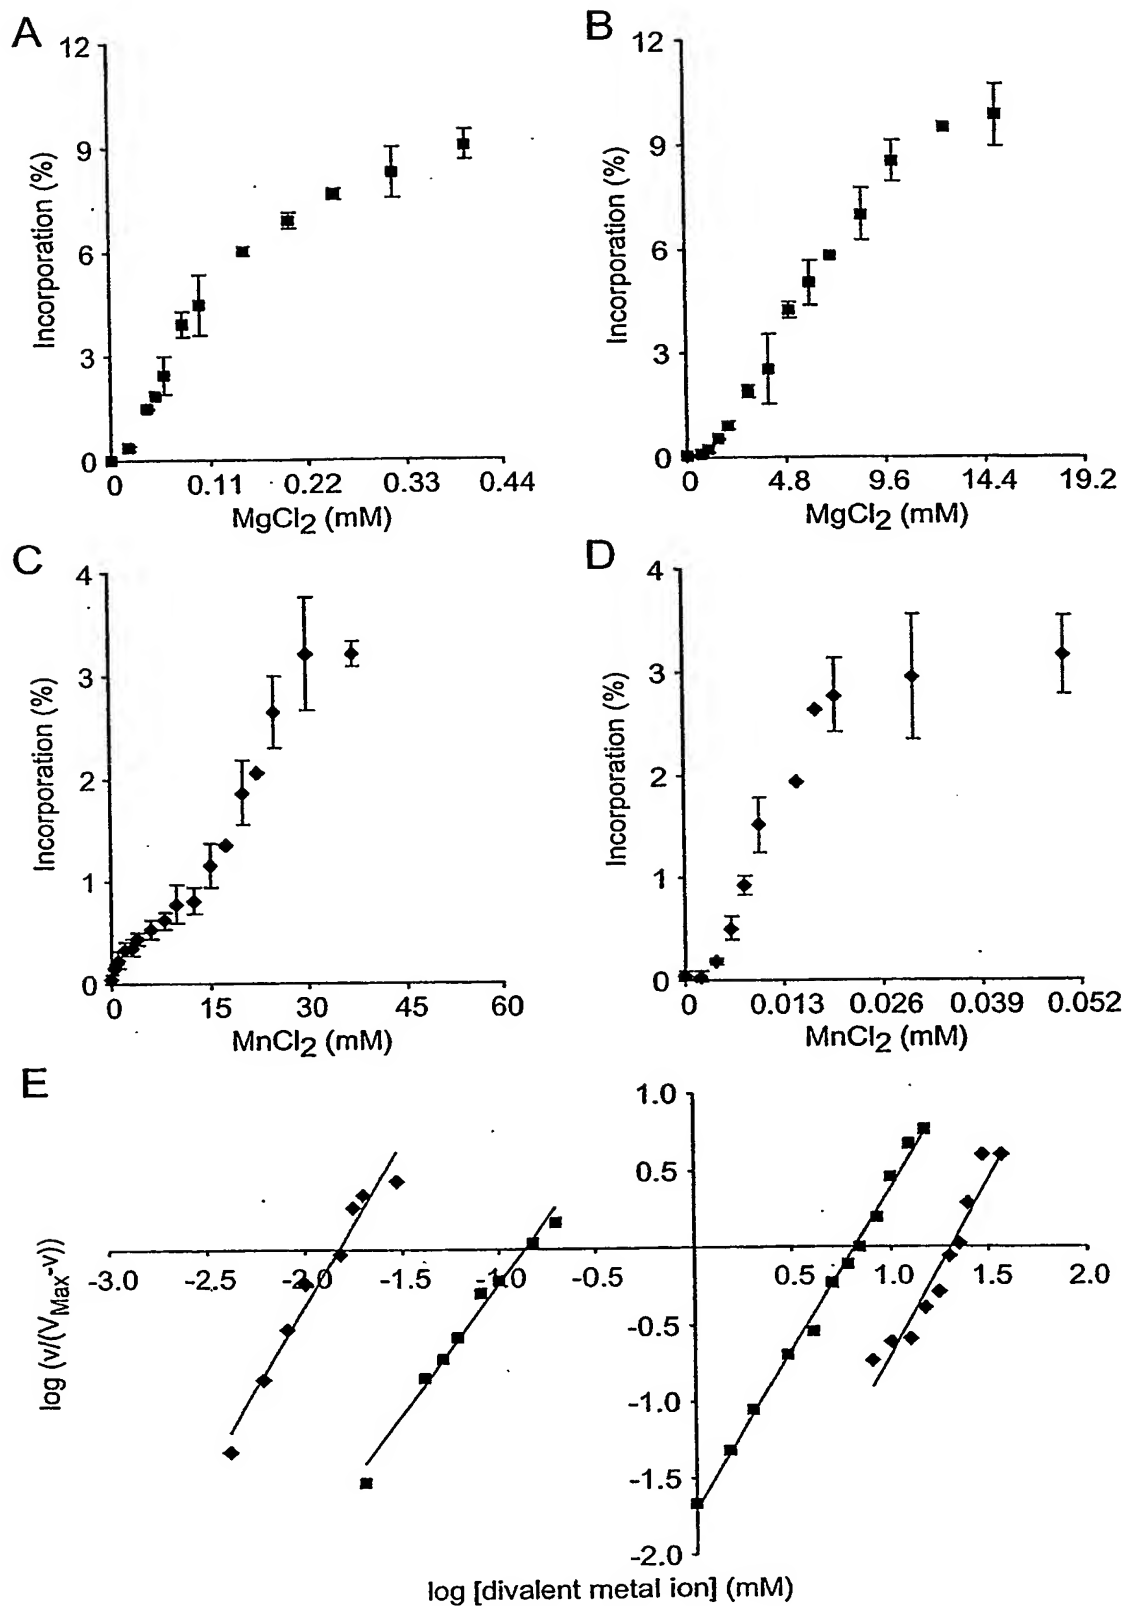 A
12
9
6
3
0
Incorporation (%)
0 0.11 0.22 0.33 0.44
MgCl2 (mM)
B
12
9
6
3
0
Incorporation (%)
0 4.8 9.6 14.4 19.2
MgCl2 (mM)
C
4
3
2
1
0
Incorporation (%)
0 15 30 45 60
MnCl2 (mM)
D
4
3
2
1
0
Incorporation (%)
0 0.013 0.026 0.039 0.052
MnCl2 (mM)
E
1.0
0.5
-3.0 -2.5 -2.0 -1.5 -1.0 -0.5 0.5 1.0 1.5 2.0
-0.5
-1.0
-1.5
-2.0
log (v/(VMax-v))
log [divalent metal ion] (mM)